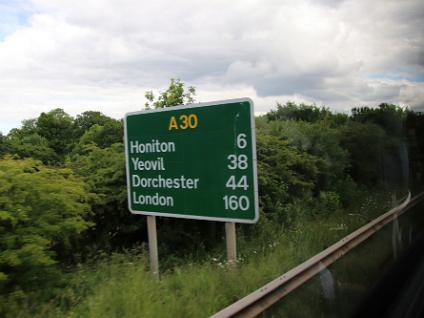 A30
Honiton 6
Yeovil 38
Dorchester 44
London 160